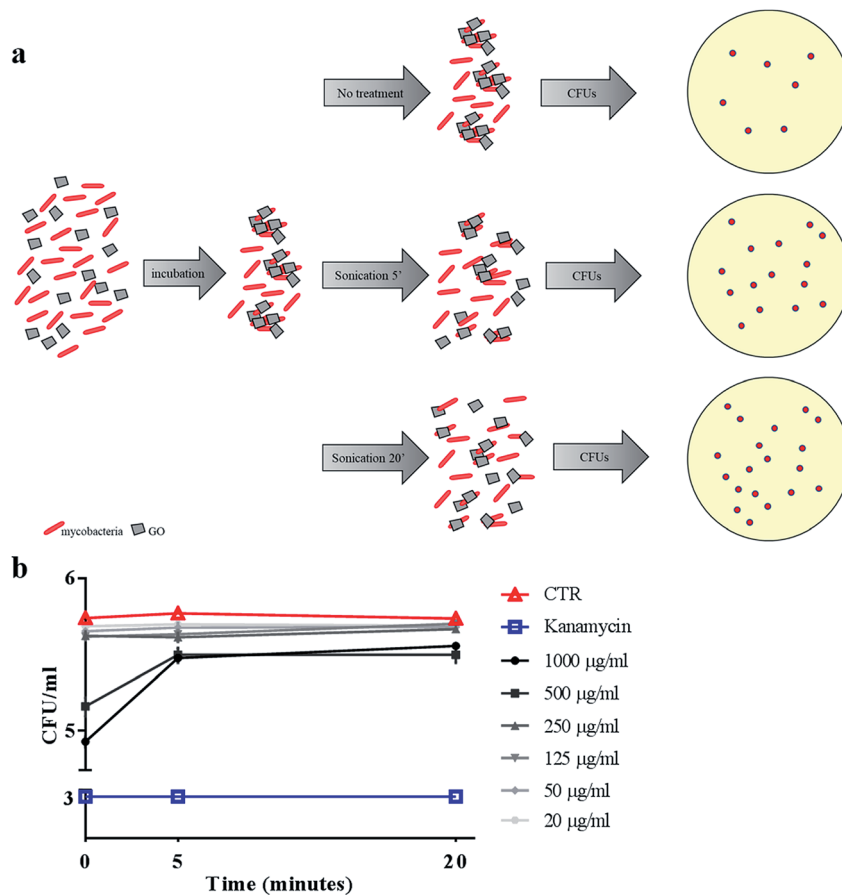 a
No treatment
CFUs
incubation
Sonication 5'
CFUs
Sonication 20'
CFUs
mycobacteria
GO
b
6
5
3
CFU/ml
0
5
20
Time (minutes)
CTR
Kanamycin
1000 µg/ml
500 µg/ml
250 µg/ml
125 µg/ml
50 µg/ml
20 µg/ml